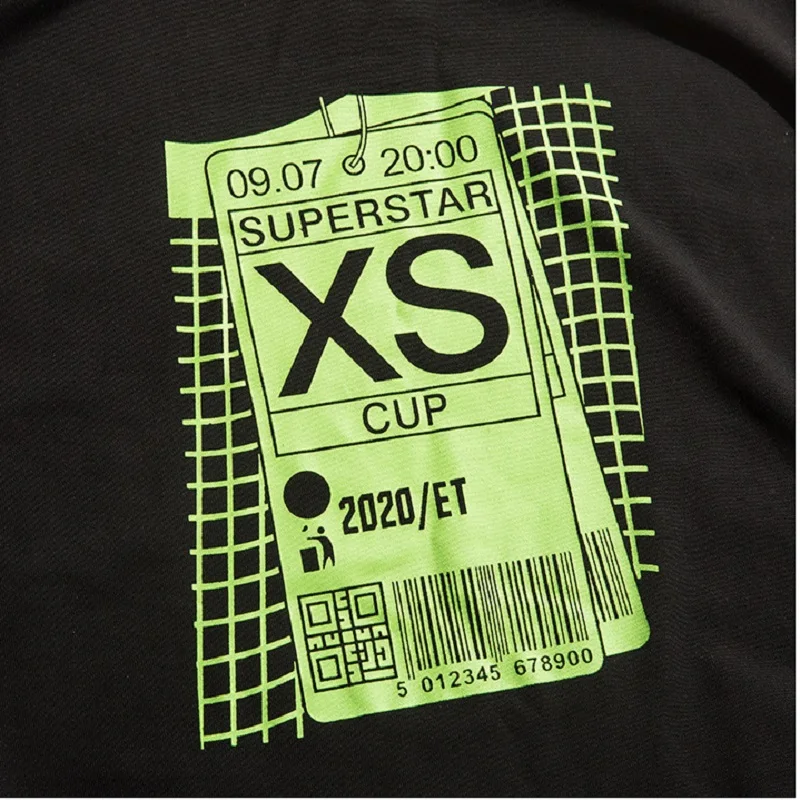 09.07 20:00
SUPERSTAR
XS
CUP
2020/ET
5 012345 678900